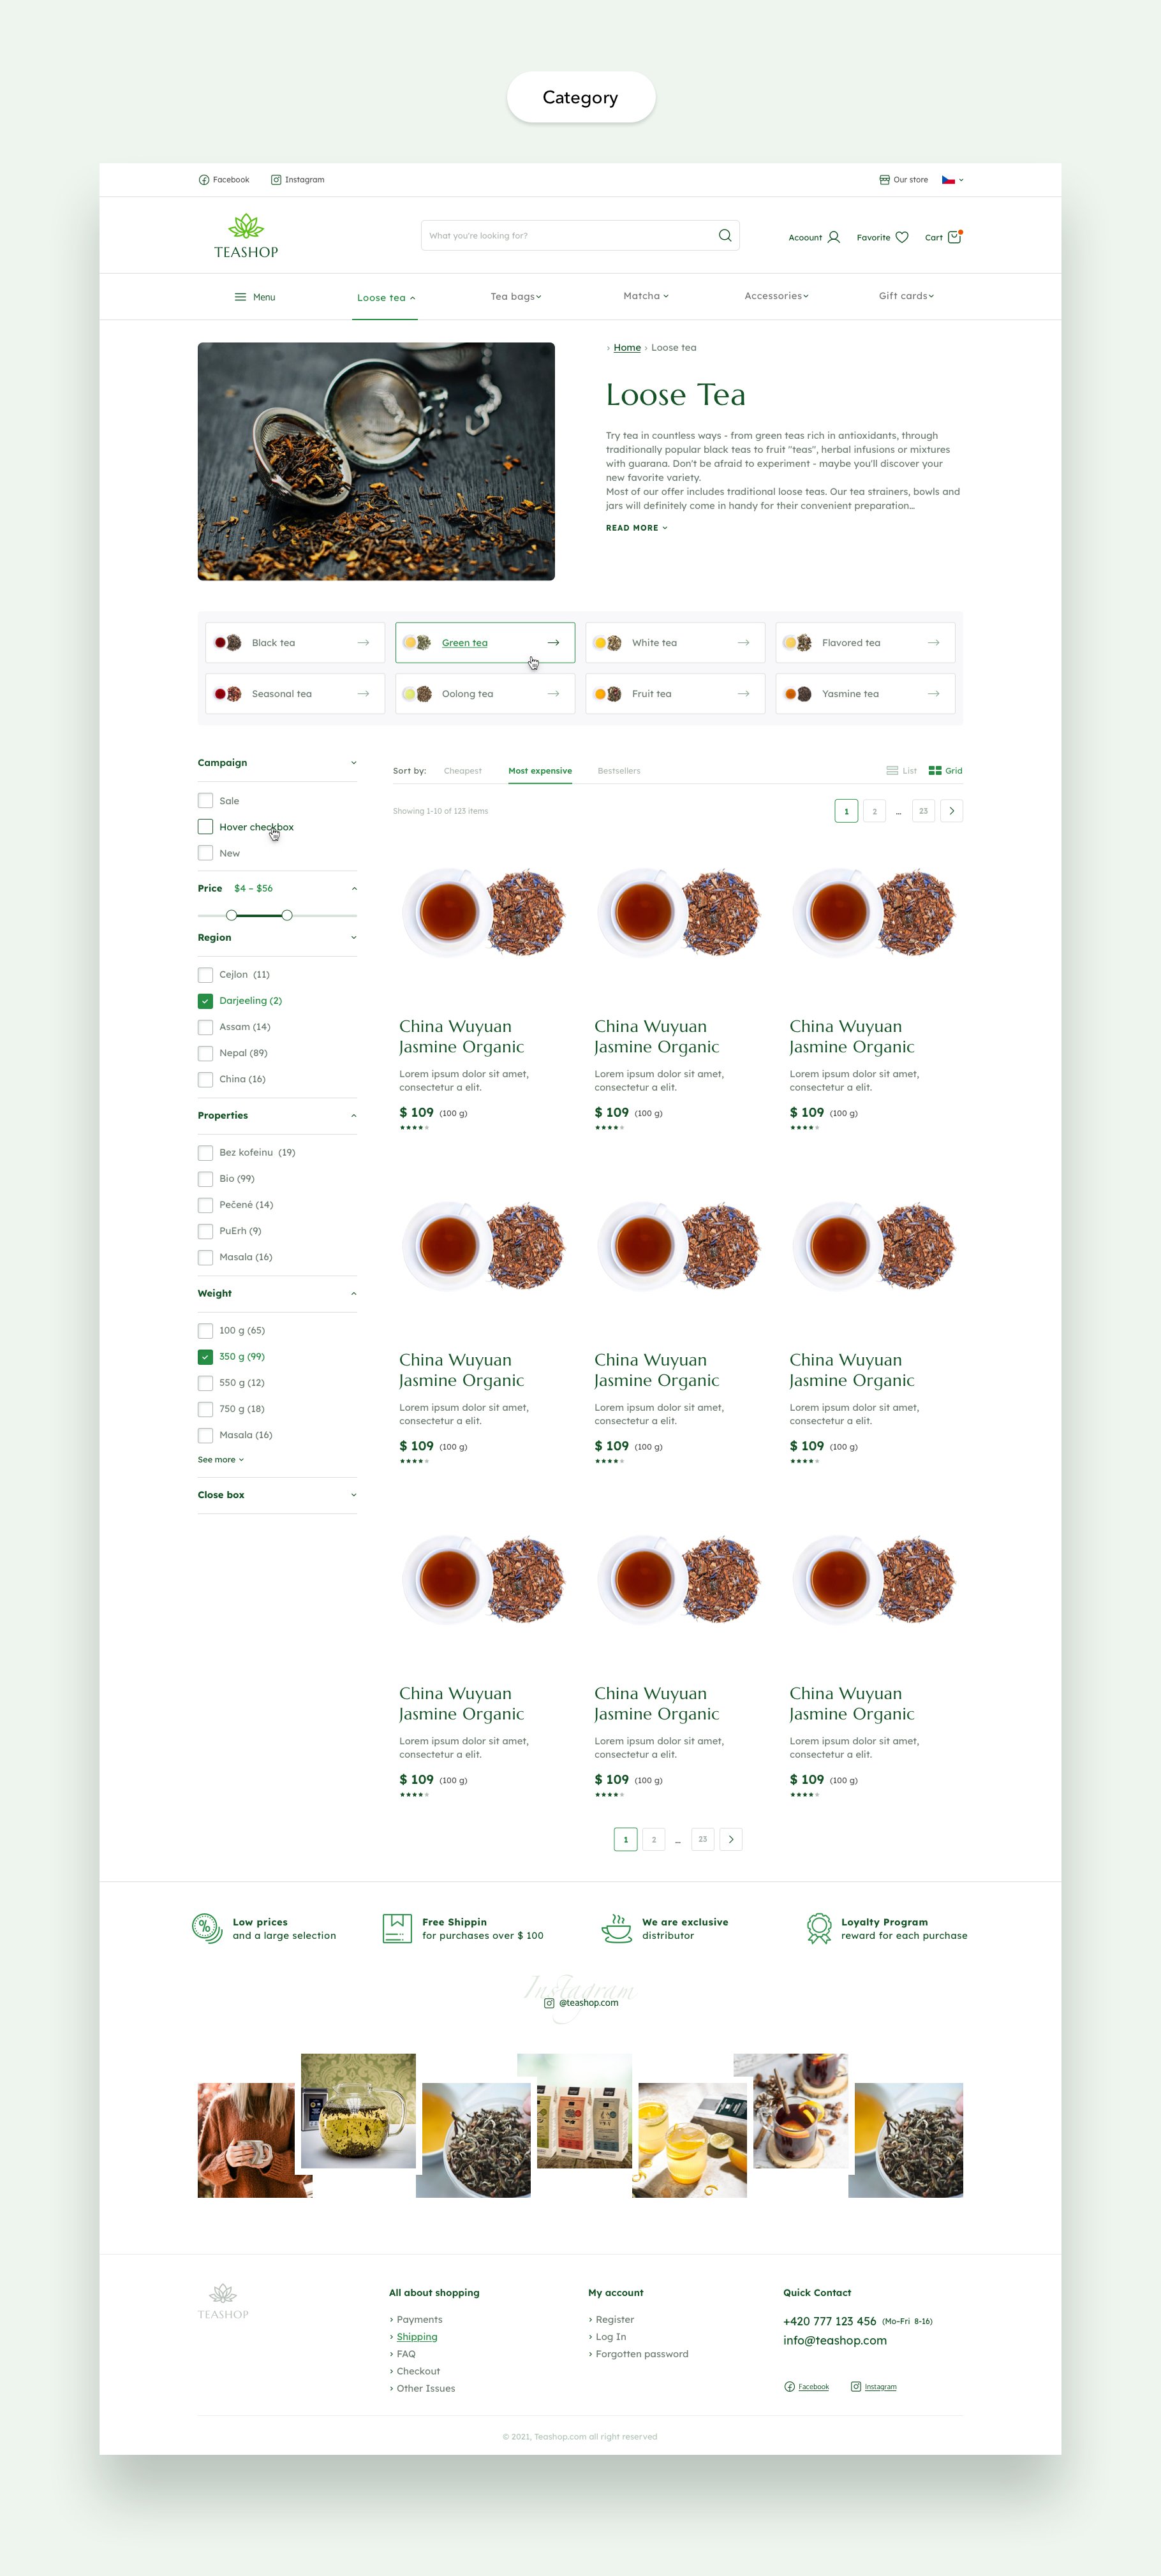 Category
Facebook
Instagram
Our store
TEASHOP
What you're looking for?
Acoount
Favorite
Cart
Menu
Loose tea
Tea bags
Matcha
Accessories
Gift cards
› Home › Loose tea
Loose Tea
Try tea in countless ways - from green teas rich in antioxidants, through
traditionally popular black teas to fruit "teas", herbal infusions or mixtures
with guarana. Don't be afraid to experiment - maybe you'll discover your
new favorite variety.
Most of our offer includes traditional loose teas. Our tea strainers, bowls and
jars will definitely come in handy for their convenient preparation...
READ MORE
Black tea
Green tea
White tea
Flavored tea
Seasonal tea
Oolong tea
Fruit tea
Yasmine tea
Campaign
Sale
Hover checkbox
New
Price $4 – $56
Region
Cejlon (11)
Darjeeling (2)
Assam (14)
Nepal (89)
China (16)
Properties
Bez kofeinu (19)
Bio (99)
Pečené (14)
PuErh (9)
Masala (16)
Weight
100 g (65)
350 g (99)
550 g (12)
750 g (18)
Masala (16)
See more
Close box
Sort by:
Cheapest
Most expensive
Bestsellers
List
Grid
Showing 1-10 of 123 items
1 2 ... 23
China Wuyuan
Jasmine Organic
Lorem ipsum dolor sit amet,
consectetur a elit.
$ 109 (100 g)
China Wuyuan
Jasmine Organic
Lorem ipsum dolor sit amet,
consectetur a elit.
$ 109 (100 g)
China Wuyuan
Jasmine Organic
Lorem ipsum dolor sit amet,
consectetur a elit.
$ 109 (100 g)
China Wuyuan
Jasmine Organic
Lorem ipsum dolor sit amet,
consectetur a elit.
$ 109 (100 g)
China Wuyuan
Jasmine Organic
Lorem ipsum dolor sit amet,
consectetur a elit.
$ 109 (100 g)
China Wuyuan
Jasmine Organic
Lorem ipsum dolor sit amet,
consectetur a elit.
$ 109 (100 g)
China Wuyuan
Jasmine Organic
Lorem ipsum dolor sit amet,
consectetur a elit.
$ 109 (100 g)
China Wuyuan
Jasmine Organic
Lorem ipsum dolor sit amet,
consectetur a elit.
$ 109 (100 g)
China Wuyuan
Jasmine Organic
Lorem ipsum dolor sit amet,
consectetur a elit.
$ 109 (100 g)
1 2 ... 23
Low prices
and a large selection
Free Shippin
for purchases over $ 100
We are exclusive
distributor
Loyalty Program
reward for each purchase
Instagram
@teashop.com
TEASHOP
All about shopping
› Payments
› Shipping
› FAQ
› Checkout
› Other Issues
My account
› Register
› Log In
› Forgotten password
Quick Contact
+420 777 123 456 (Mo-Fri 8-16)
info@teashop.com
Facebook
Instagram
© 2021, Teashop.com all right reserved